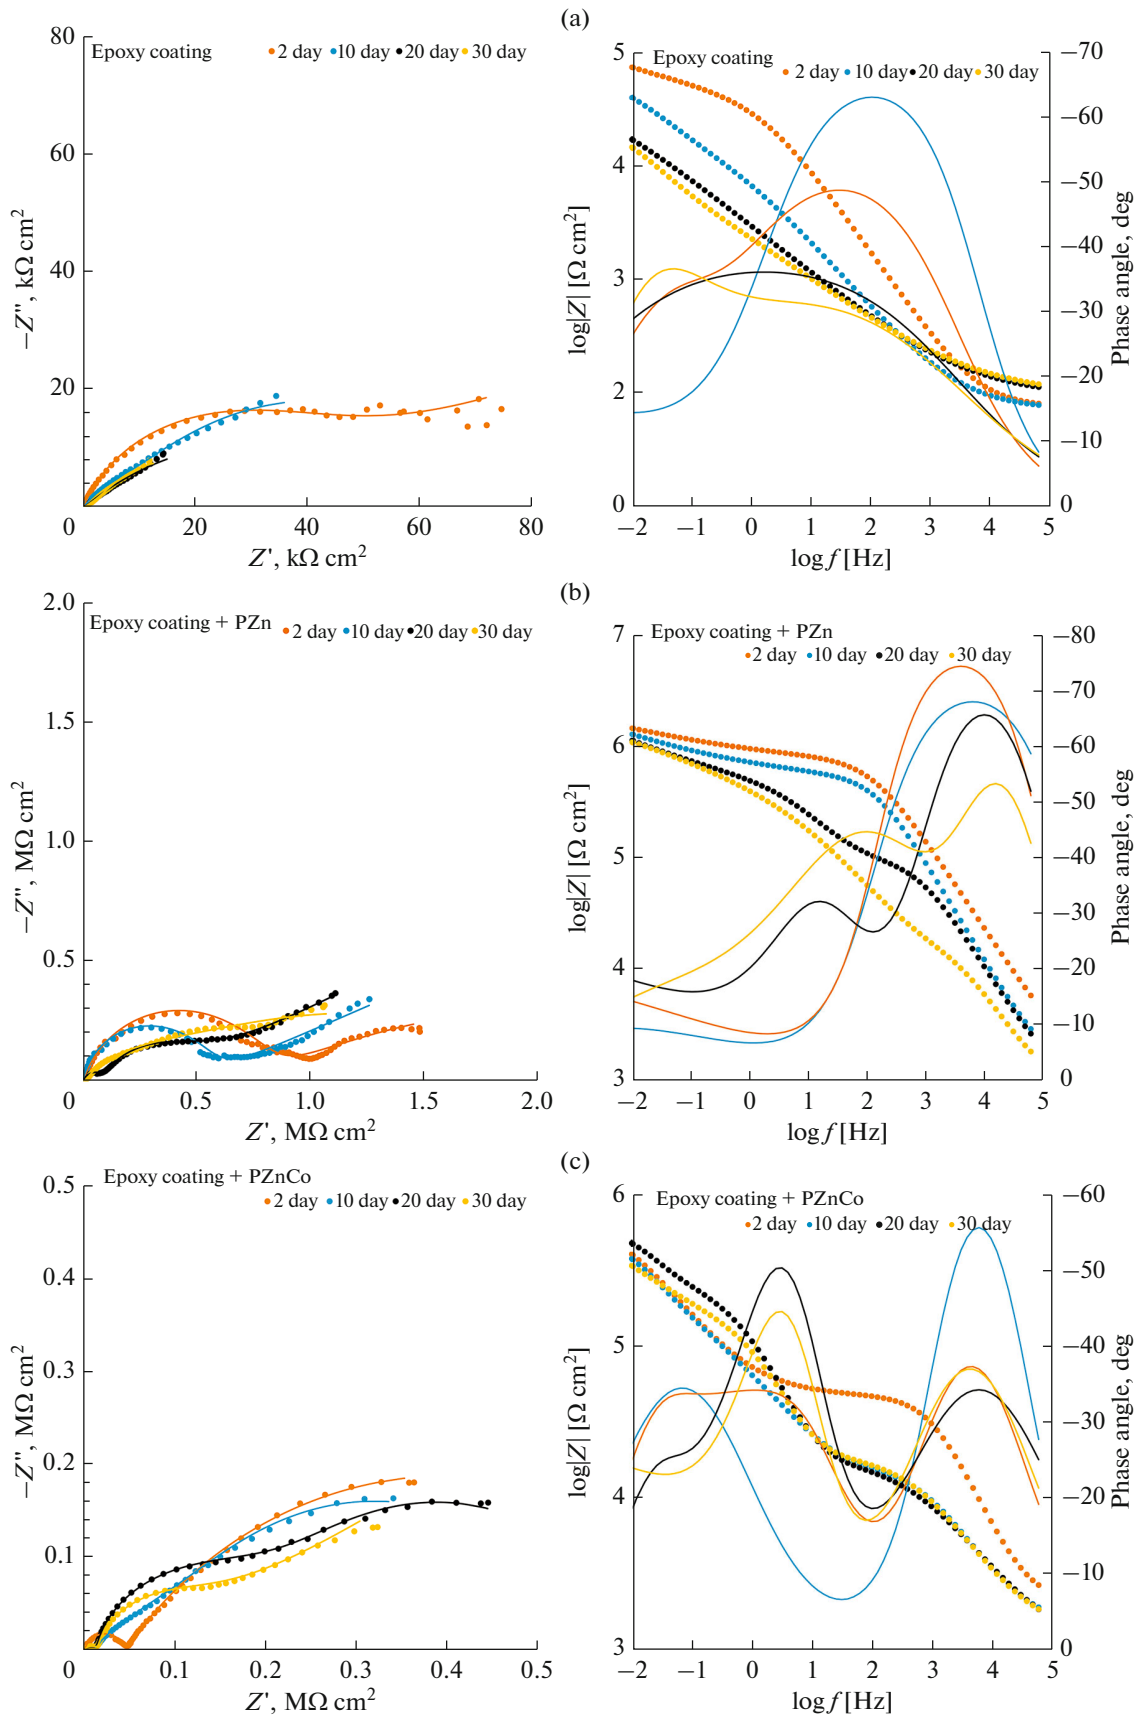 (a)
80
60
40
20
0
−Z'', kΩ cm²
Epoxy coating
2 day 10 day 20 day 30 day
20 40 60 80
Z', kΩ cm²
5
4
3
2
0
log|Z| [Ω cm²]
Epoxy coating
2 day 10 day 20 day 30 day
−70
−60
−50
−40
−30
−20
−10
0
Phase angle, deg
−2 −1 0 1 2 3 4 5
log f [Hz]
(b)
2.0
1.5
1.0
0.5
0
−Z'', MΩ cm²
Epoxy coating + PZn
2 day 10 day 20 day 30 day
0.5 1.0 1.5 2.0
Z', MΩ cm²
7
6
5
4
3
log|Z| [Ω cm²]
Epoxy coating + PZn
2 day 10 day 20 day 30 day
−80
−70
−60
−50
−40
−30
−20
−10
0
Phase angle, deg
−2 −1 0 1 2 3 4 5
log f [Hz]
(c)
0.5
0.4
0.3
0.2
0.1
0
−Z'', MΩ cm²
Epoxy coating + PZnCo
2 day 10 day 20 day 30 day
0.1 0.2 0.3 0.4 0.5
Z', MΩ cm²
6
5
4
3
log|Z| [Ω cm²]
Epoxy coating + PZnCo
2 day 10 day 20 day 30 day
−60
−50
−40
−30
−20
−10
0
Phase angle, deg
−2 −1 0 1 2 3 4 5
log f [Hz]